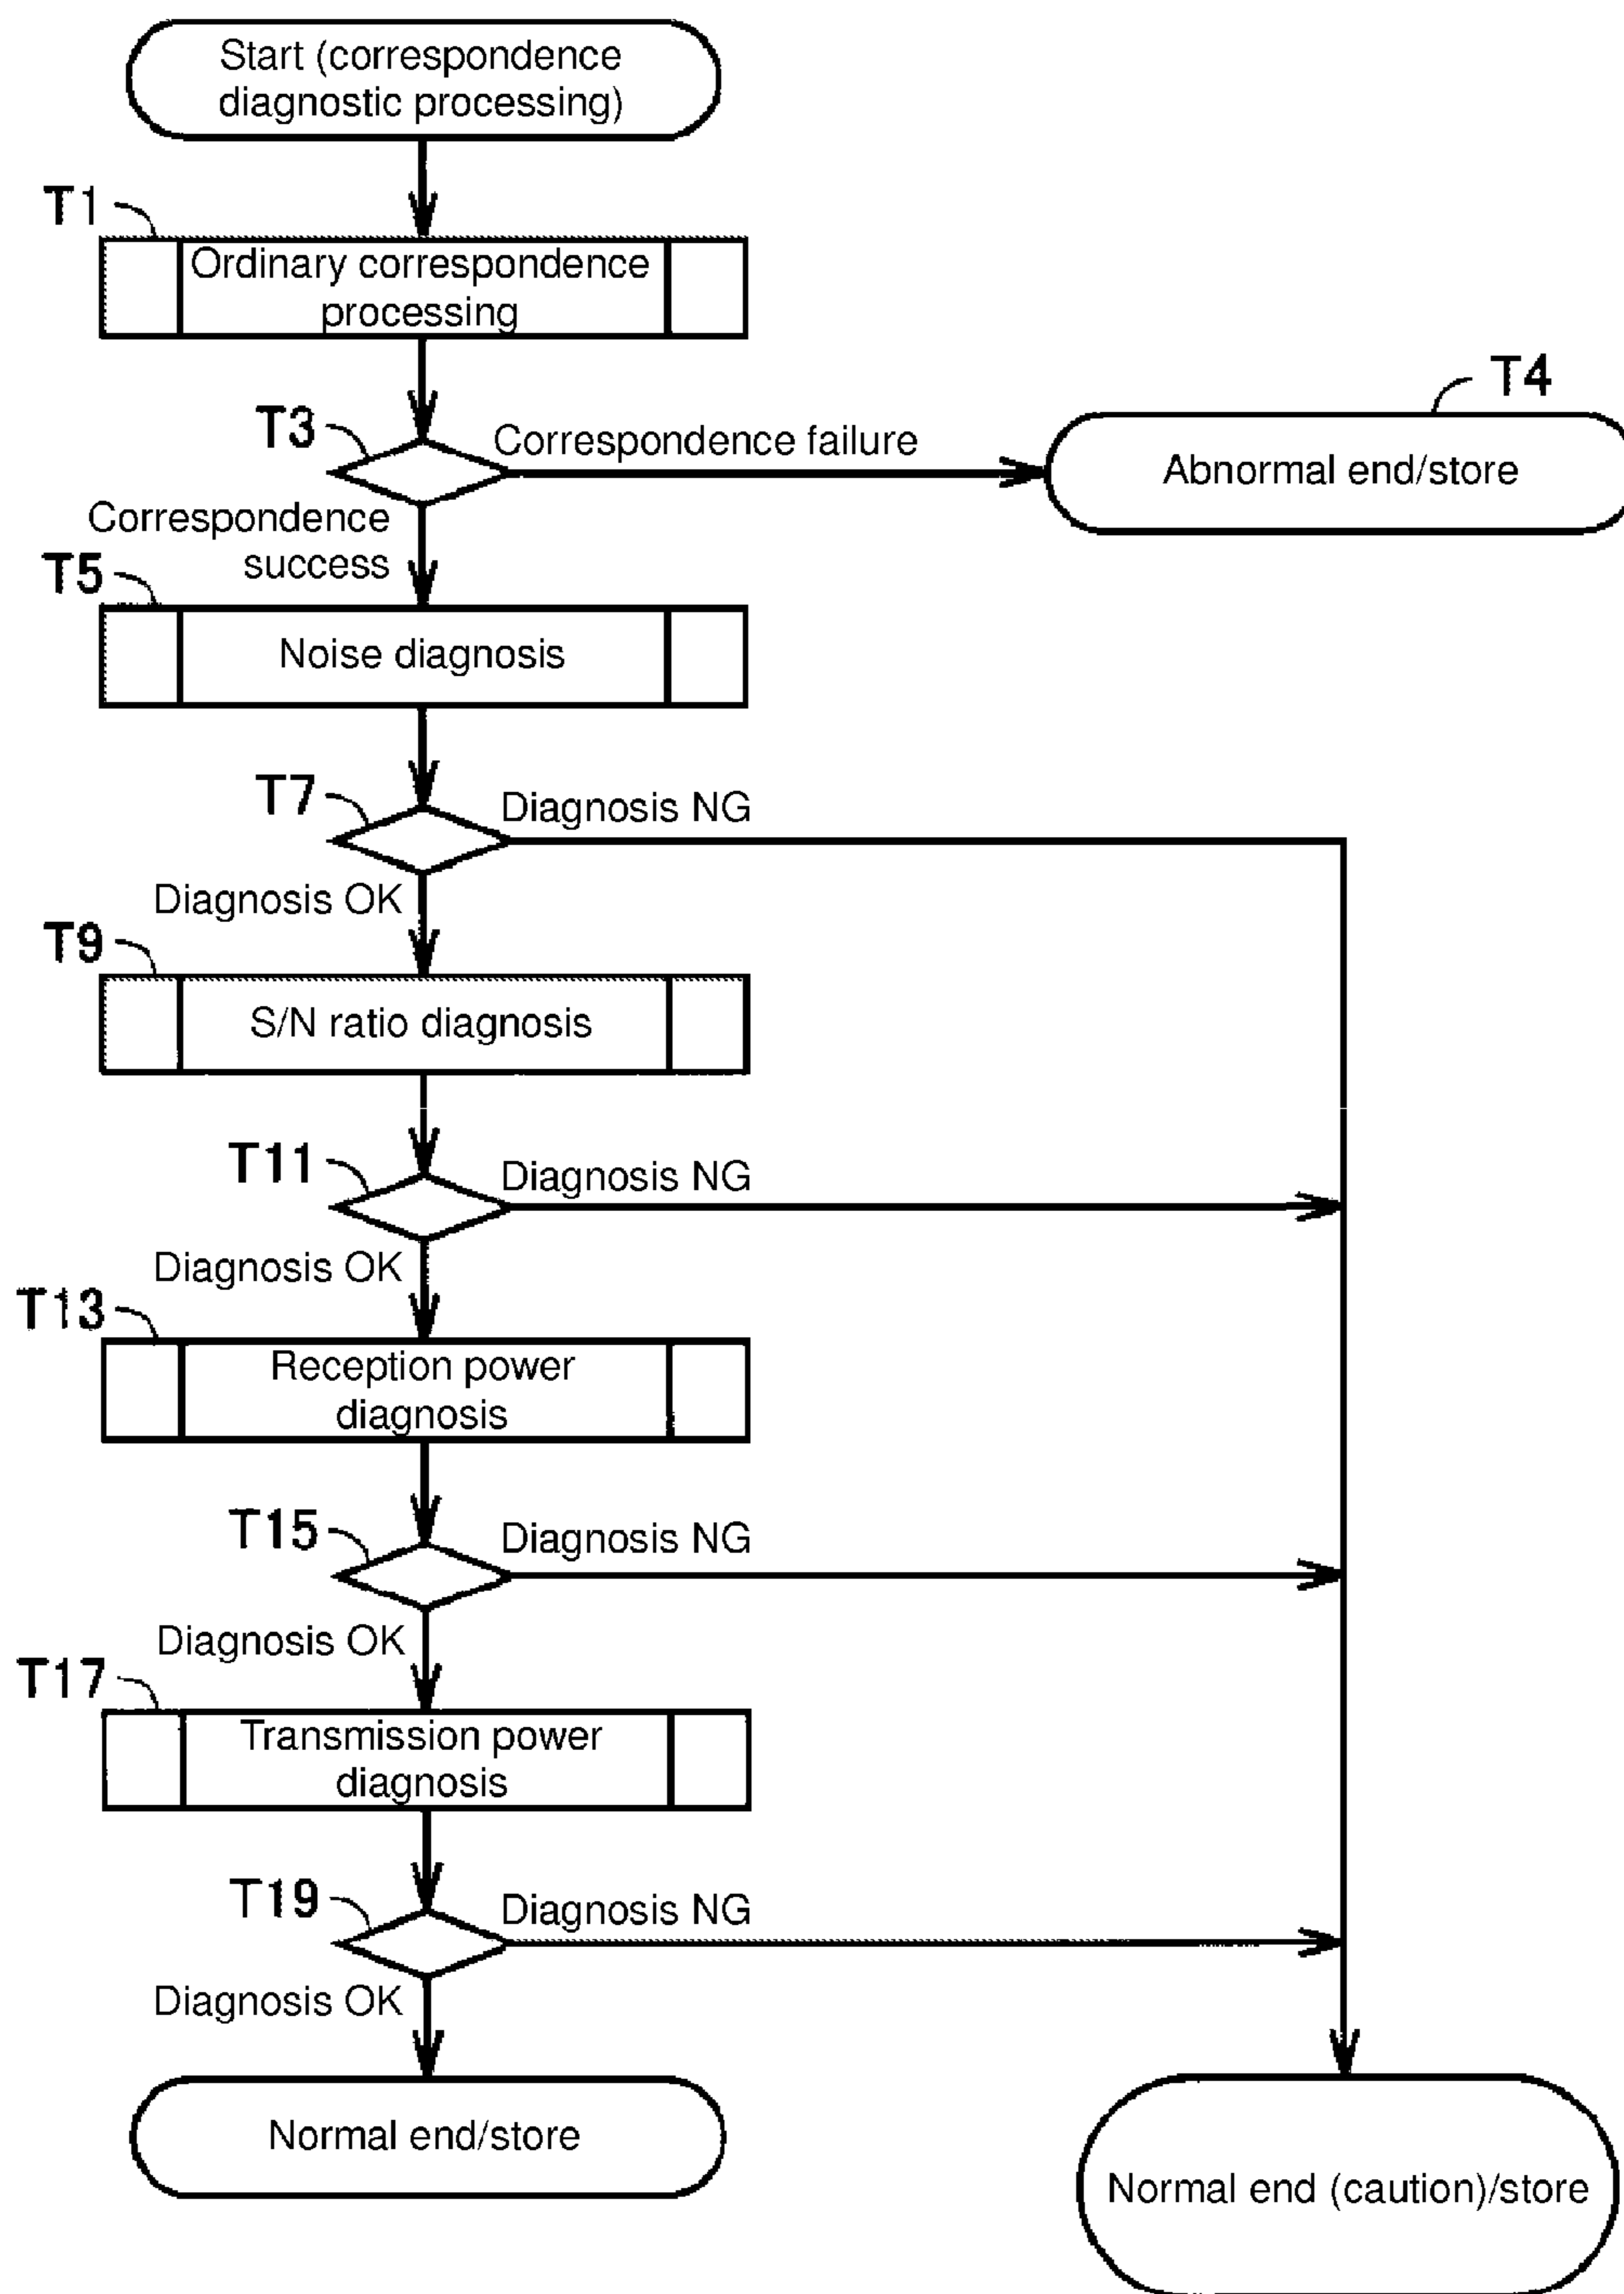 Start (correspondence
diagnostic processing)
T1
Ordinary correspondence
processing
T3
Correspondence failure
T4
Abnormal end/store
Correspondence
success
T5
Noise diagnosis
T7
Diagnosis NG
Diagnosis OK
T9
S/N ratio diagnosis
T11
Diagnosis NG
Diagnosis OK
T13
Reception power
diagnosis
T15
Diagnosis NG
Diagnosis OK
T17
Transmission power
diagnosis
T19
Diagnosis NG
Diagnosis OK
Normal end/store
Normal end (caution)/store